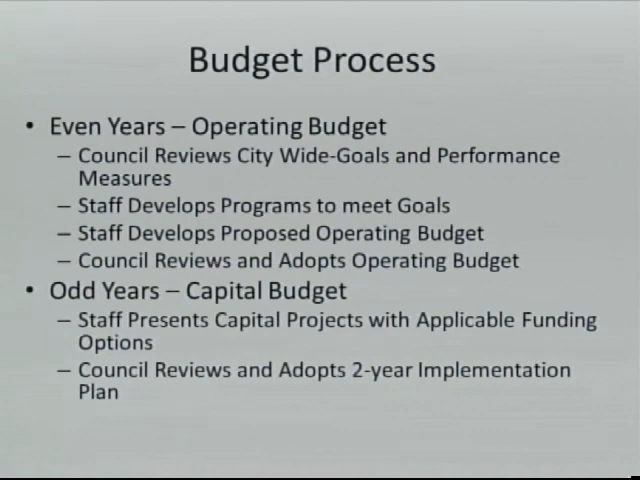 Budget Process
• Even Years – Operating Budget
– Council Reviews City Wide-Goals and Performance
Measures
– Staff Develops Programs to meet Goals
– Staff Develops Proposed Operating Budget
– Council Reviews and Adopts Operating Budget
• Odd Years – Capital Budget
– Staff Presents Capital Projects with Applicable Funding
Options
– Council Reviews and Adopts 2-year Implementation
Plan